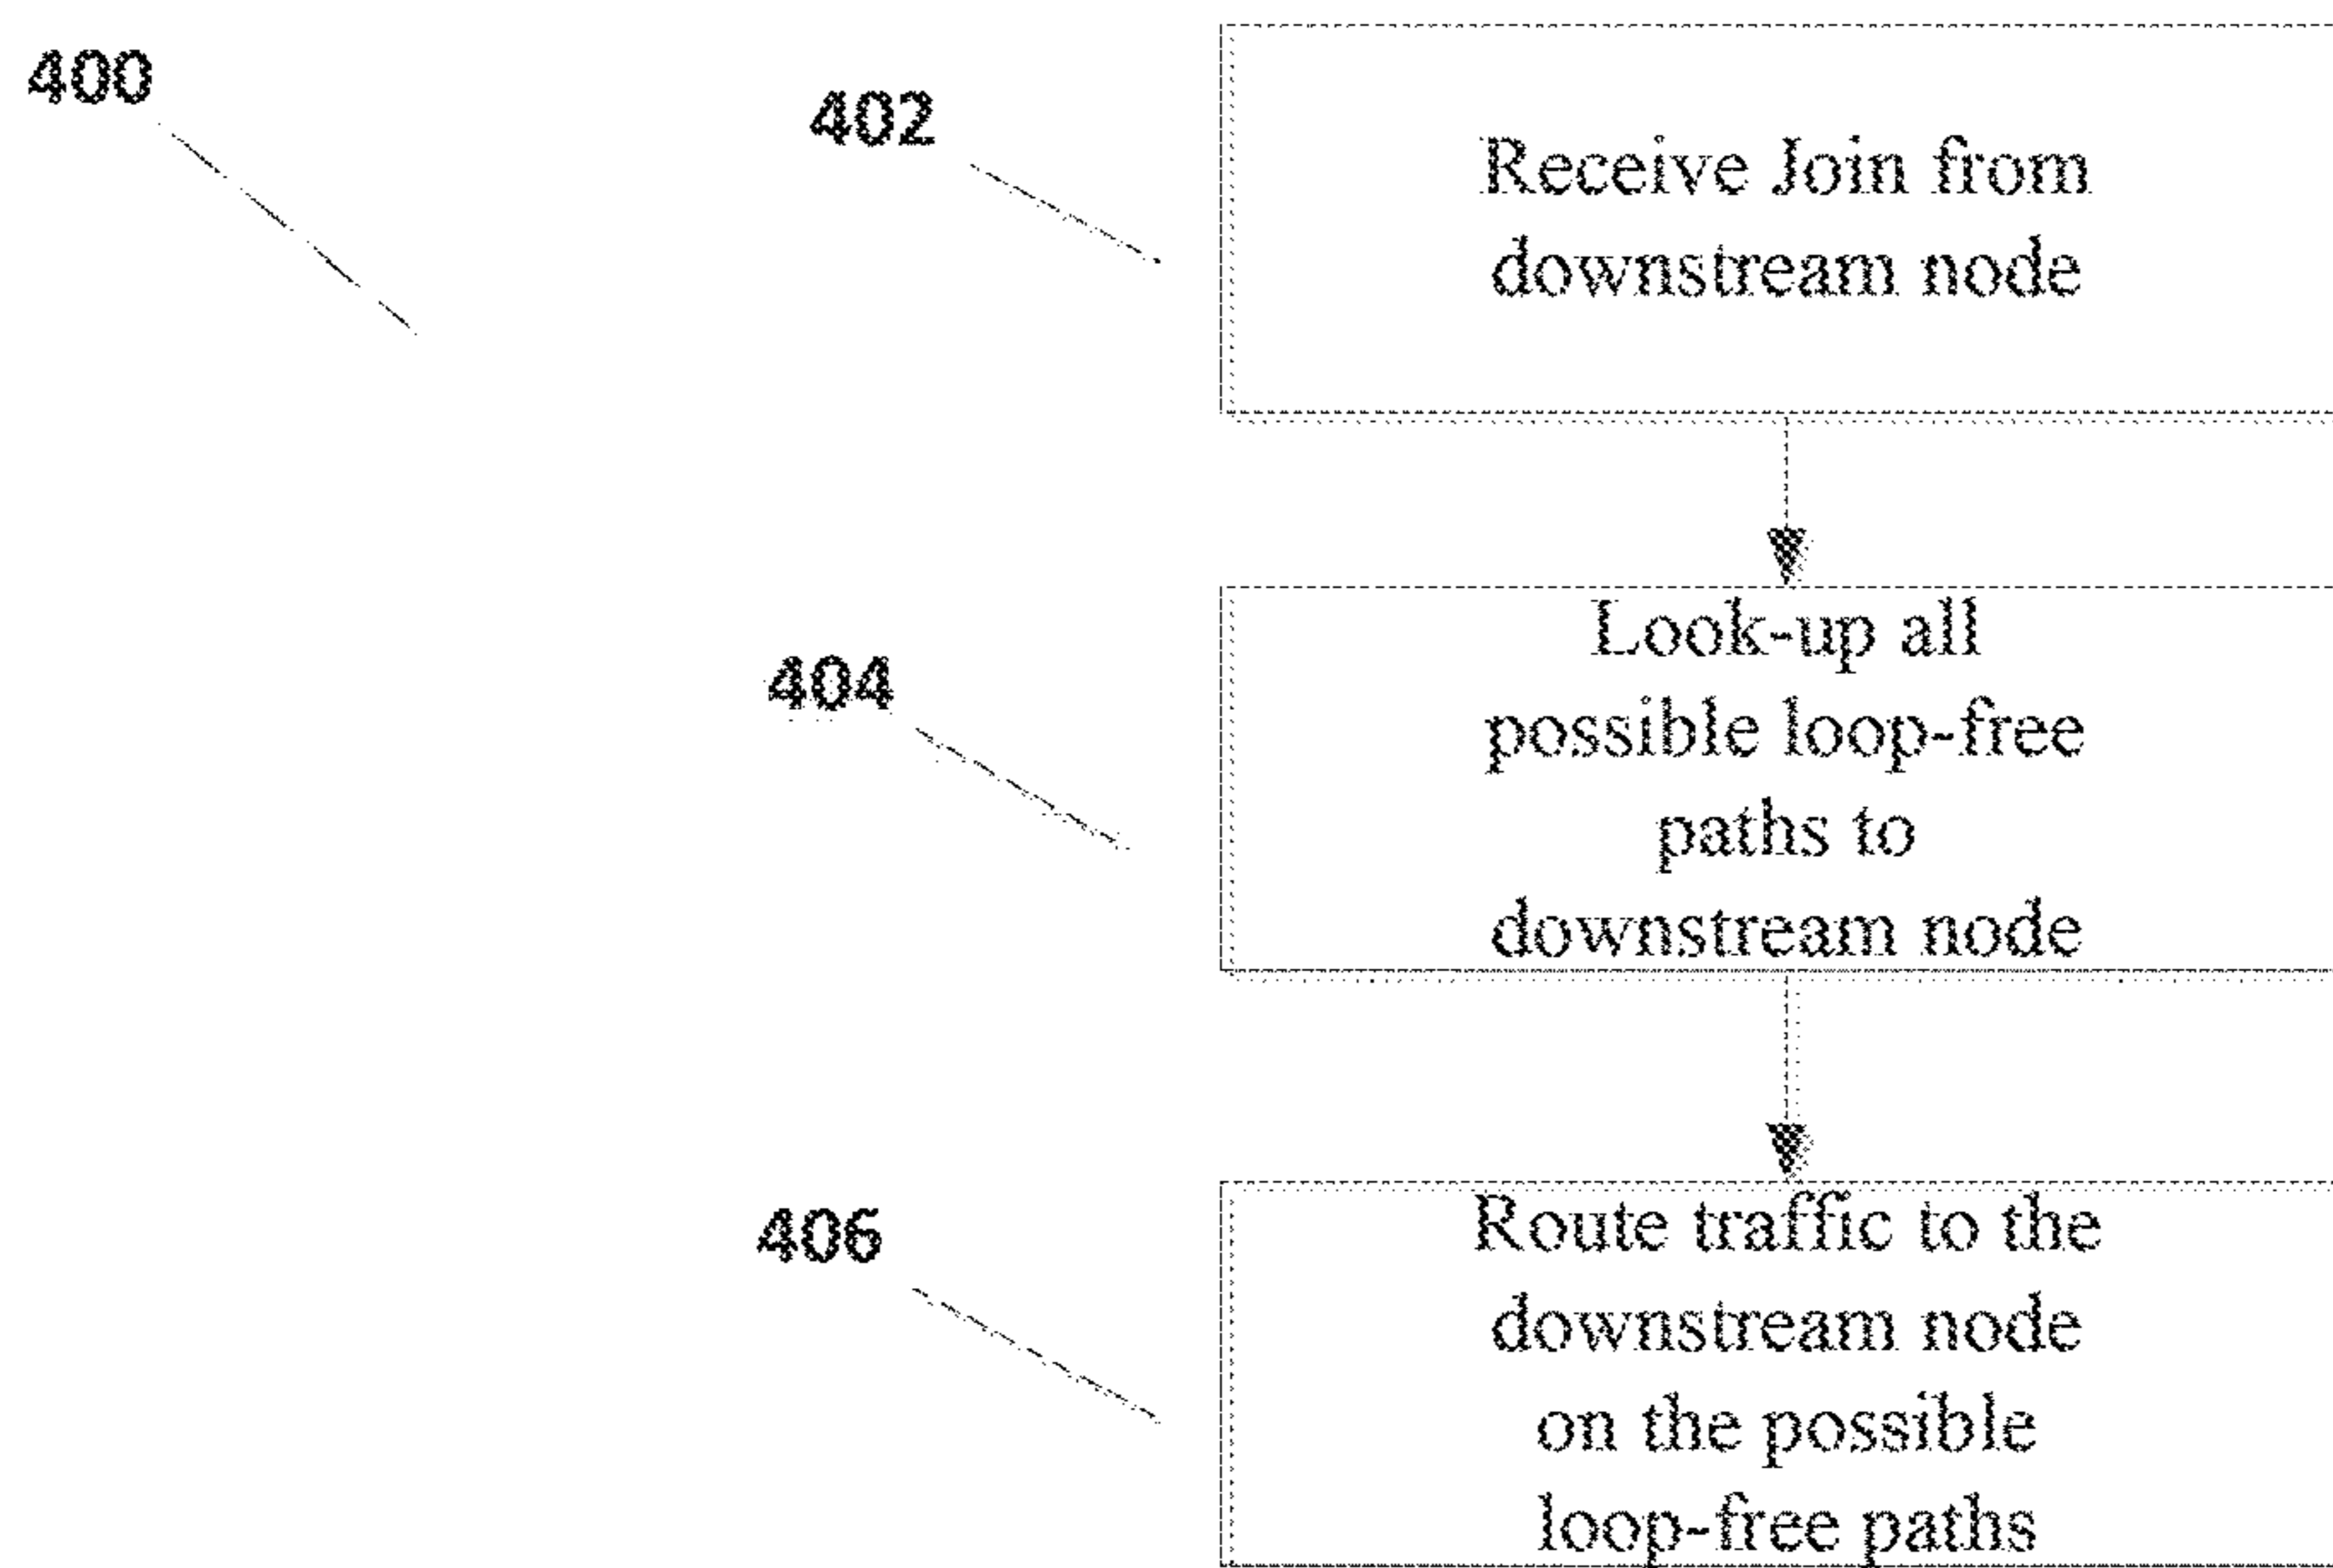 400
402
Receive Join from
downstream node
404
Look-up all
possible loop-free
paths to
downstream node
406
Route traffic to the
downstream node
on the possible
loop-free paths